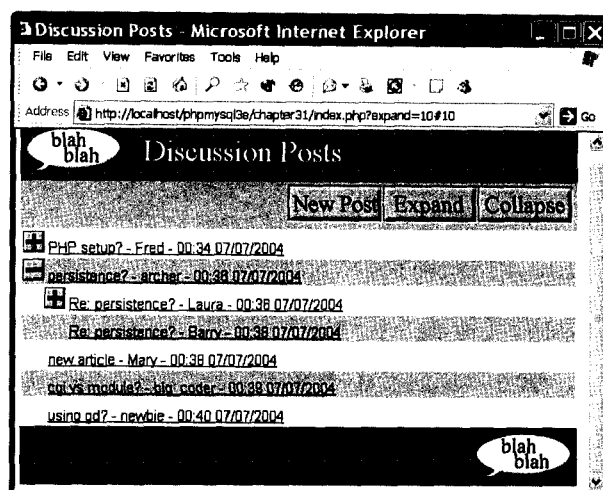 Discussion Posts - Microsoft Internet Explorer
File Edit View Favorites Tools Help
Address http://localhost/phpmysql3e/chapter31/index.php?expand=10#10 Go
blah
blah
Discussion Posts
New Post Expand Collapse
PHP setup? - Fred - 00:34 07/07/2004
persistance? - archer - 00:38 07/07/2004
Re: persistence? - Laura - 00:38 07/07/2004
Re: persistance? - Barry - 00:38 07/07/2004
new article - Mary - 00:38 07/07/2004
cgi vs module? - big_coder - 00:39 07/07/2004
using gd? - newbie - 00:40 07/07/2004
blah
blah